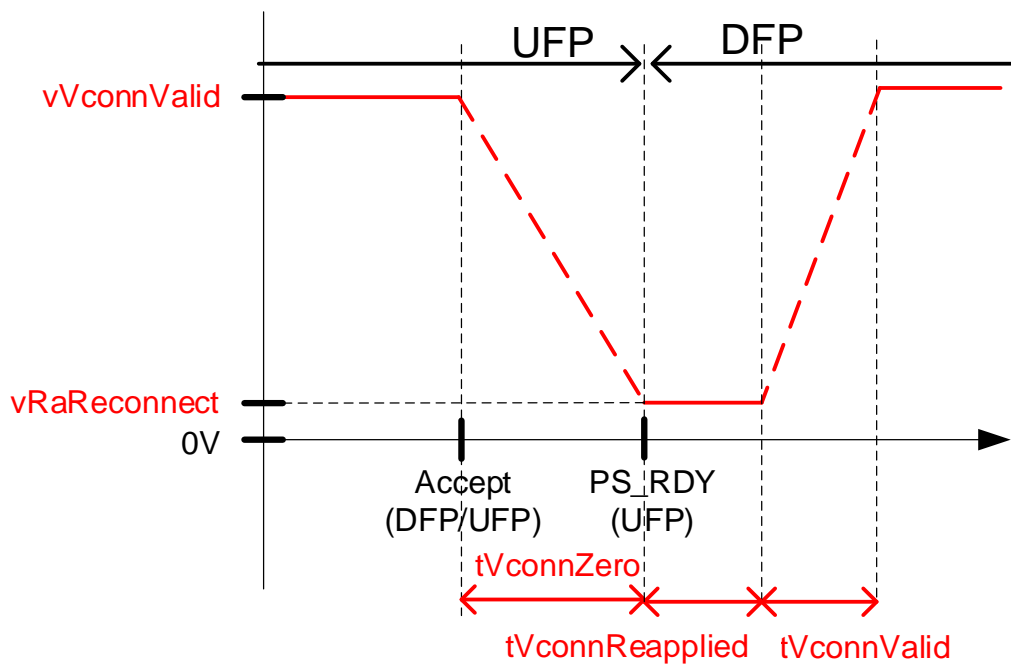 UFP
DFP
vVconnValid
vRaReconnect
0V
Accept
(DFP/UFP)
PS_RDY
(UFP)
tVconnZero
tVconnReapplied
tVconnValid